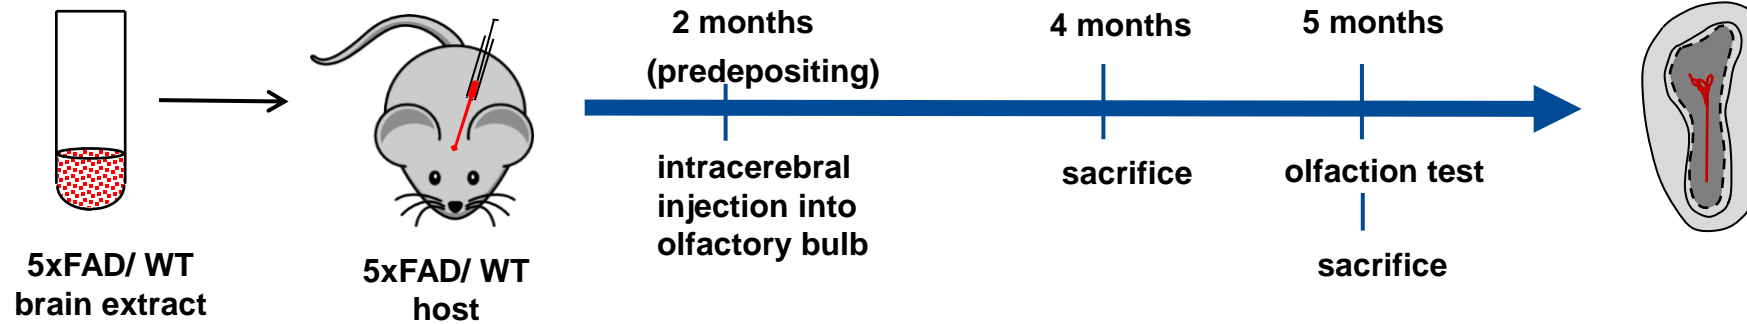 5xFAD/ WT
brain extract
5xFAD/ WT
host
2 months
(predepositing)
intracerebral
injection into
olfactory bulb
4 months
sacrifice
5 months
olfaction test
sacrifice